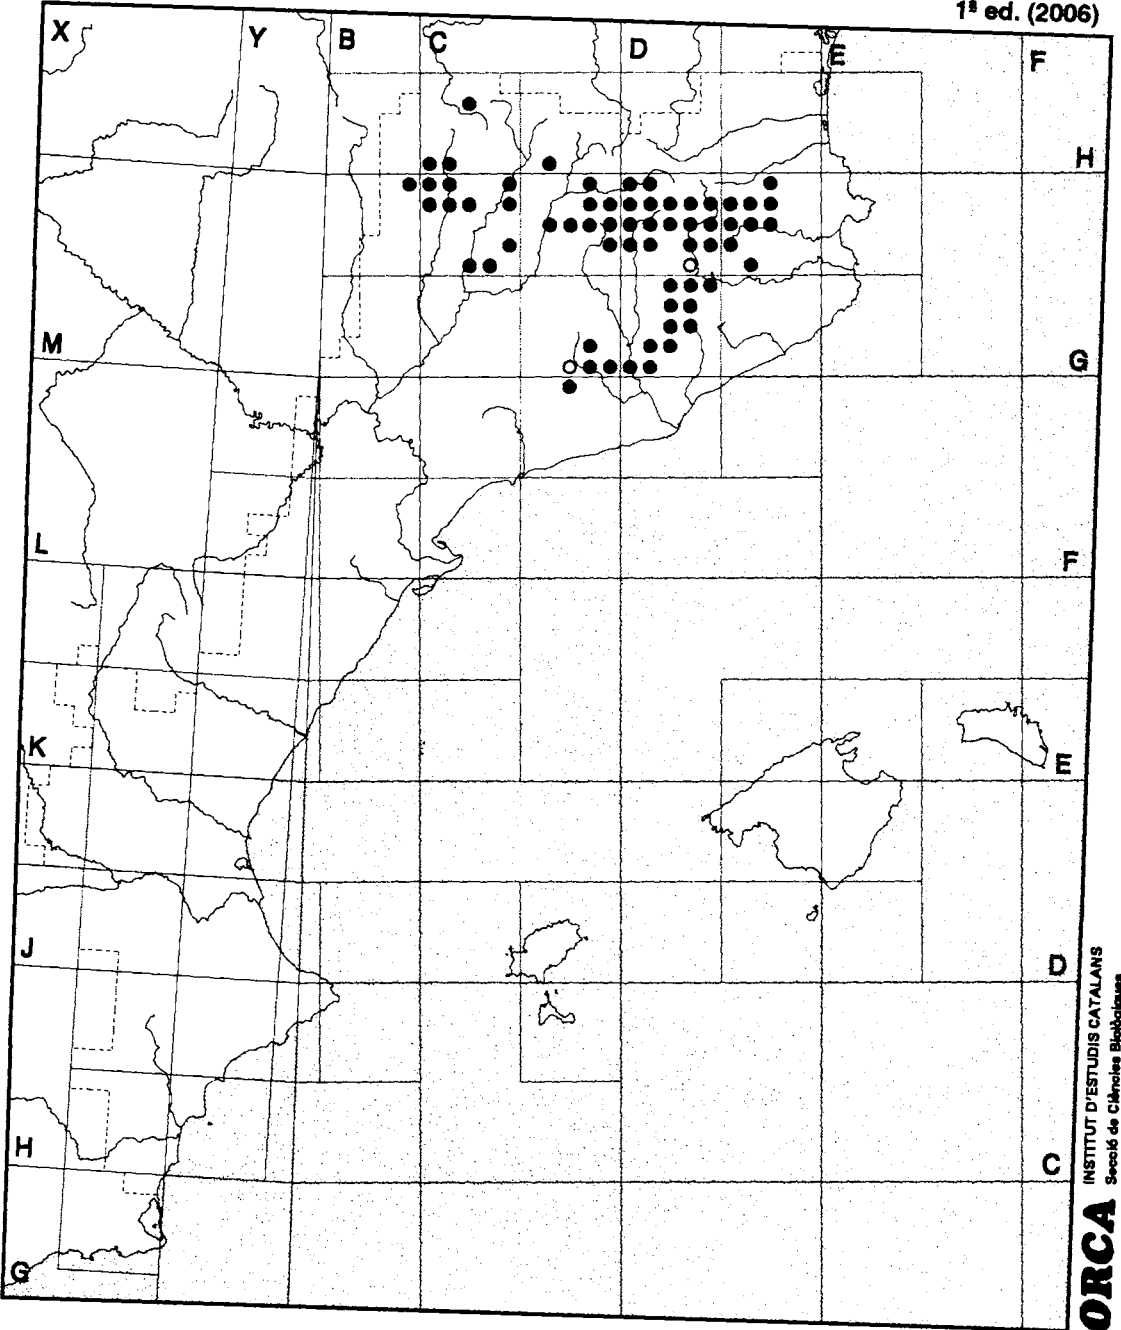 1ª ed. (2006)
X Y B C D E F
H
M G
L F
K E
J D
H C
G
ORCA INSTITUT D'ESTUDIS CATALANS
Secció de Ciències Biològiques